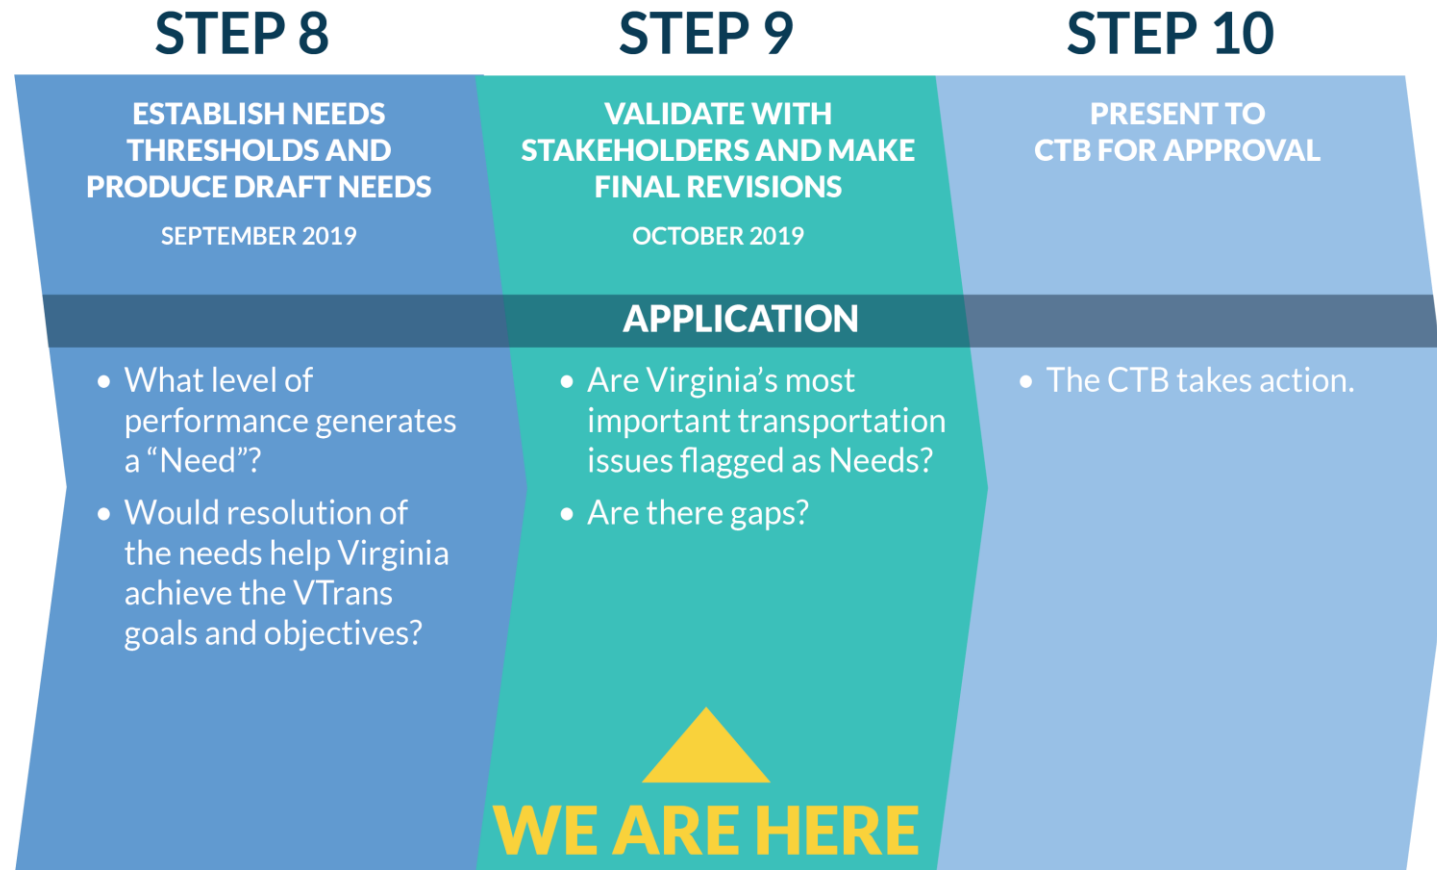 STEP 8
ESTABLISH NEEDS
THRESHOLDS AND
PRODUCE DRAFT NEEDS
SEPTEMBER 2019
STEP 9
VALIDATE WITH
STAKEHOLDERS AND MAKE
FINAL REVISIONS
OCTOBER 2019
STEP 10
PRESENT TO
CTB FOR APPROVAL
APPLICATION
• What level of
performance generates
a “Need”?
• Would resolution of
the needs help Virginia
achieve the VTrans
goals and objectives?
• Are Virginia’s most
important transportation
issues flagged as Needs?
• Are there gaps?
• The CTB takes action.
WE ARE HERE